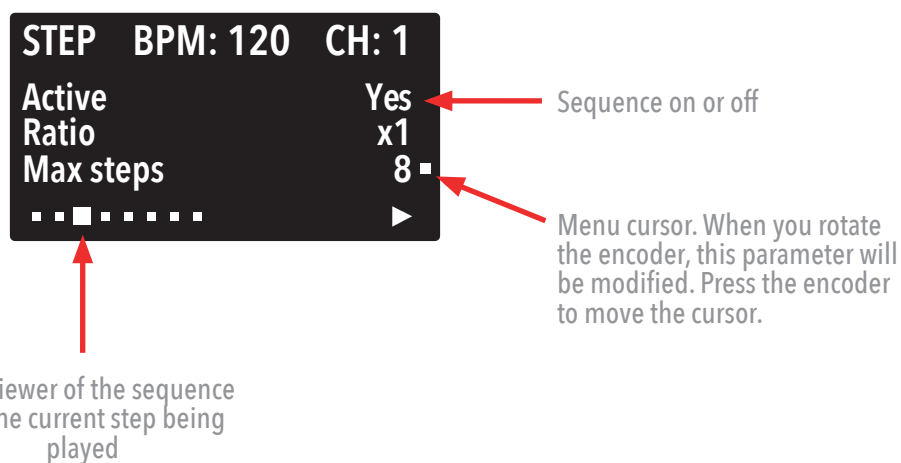 STEP BPM: 120 CH: 1
Active Yes
Ratio x1
Max steps 8
Sequence on or off
Menu cursor. When you rotate
the encoder, this parameter will
be modified. Press the encoder
to move the cursor.
of the sequence
current step being
played